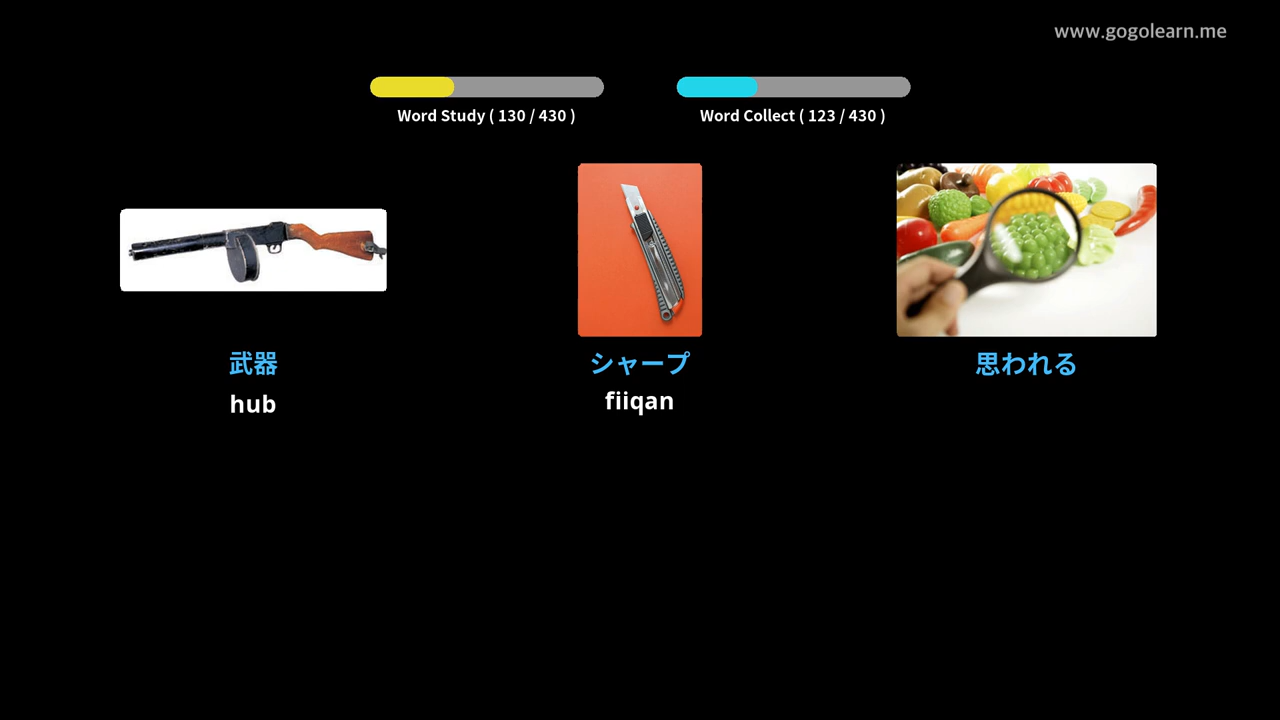 www.gogolearn.me
Word Study ( 130 / 430 )
Word Collect ( 123 / 430 )
武器
hub
シャープ
fiiqan
思われる